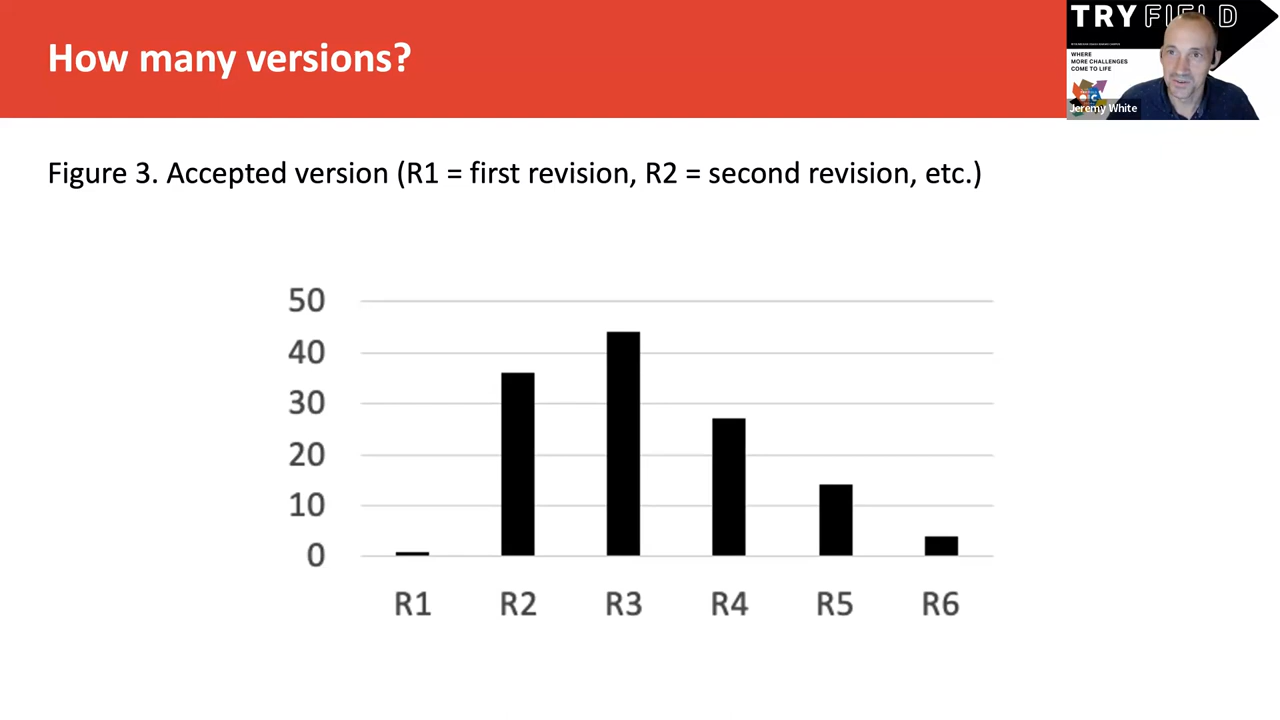 How many versions?
TRY FIELD
WHERE
MORE CHALLENGES
COME TO LIFE
Jeremy White
Figure 3. Accepted version (R1 = first revision, R2 = second revision, etc.)
50
40
30
20
10
0
R1 R2 R3 R4 R5 R6